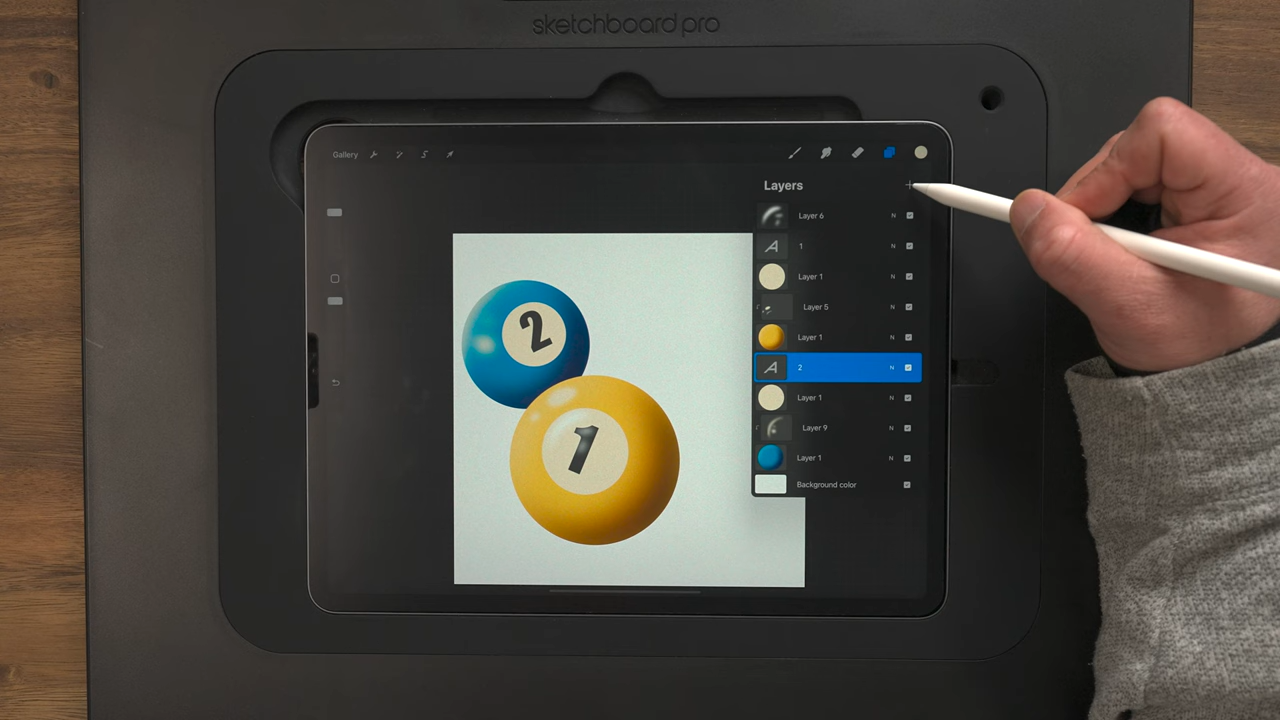 sketchboard pro
Gallery
Layers
Layer 6 N
1 N
Layer 1 N
Layer 5 N
Layer 1 N
2 N
Layer 1 N
Layer 9 N
Layer 1 N
Background color
2
1